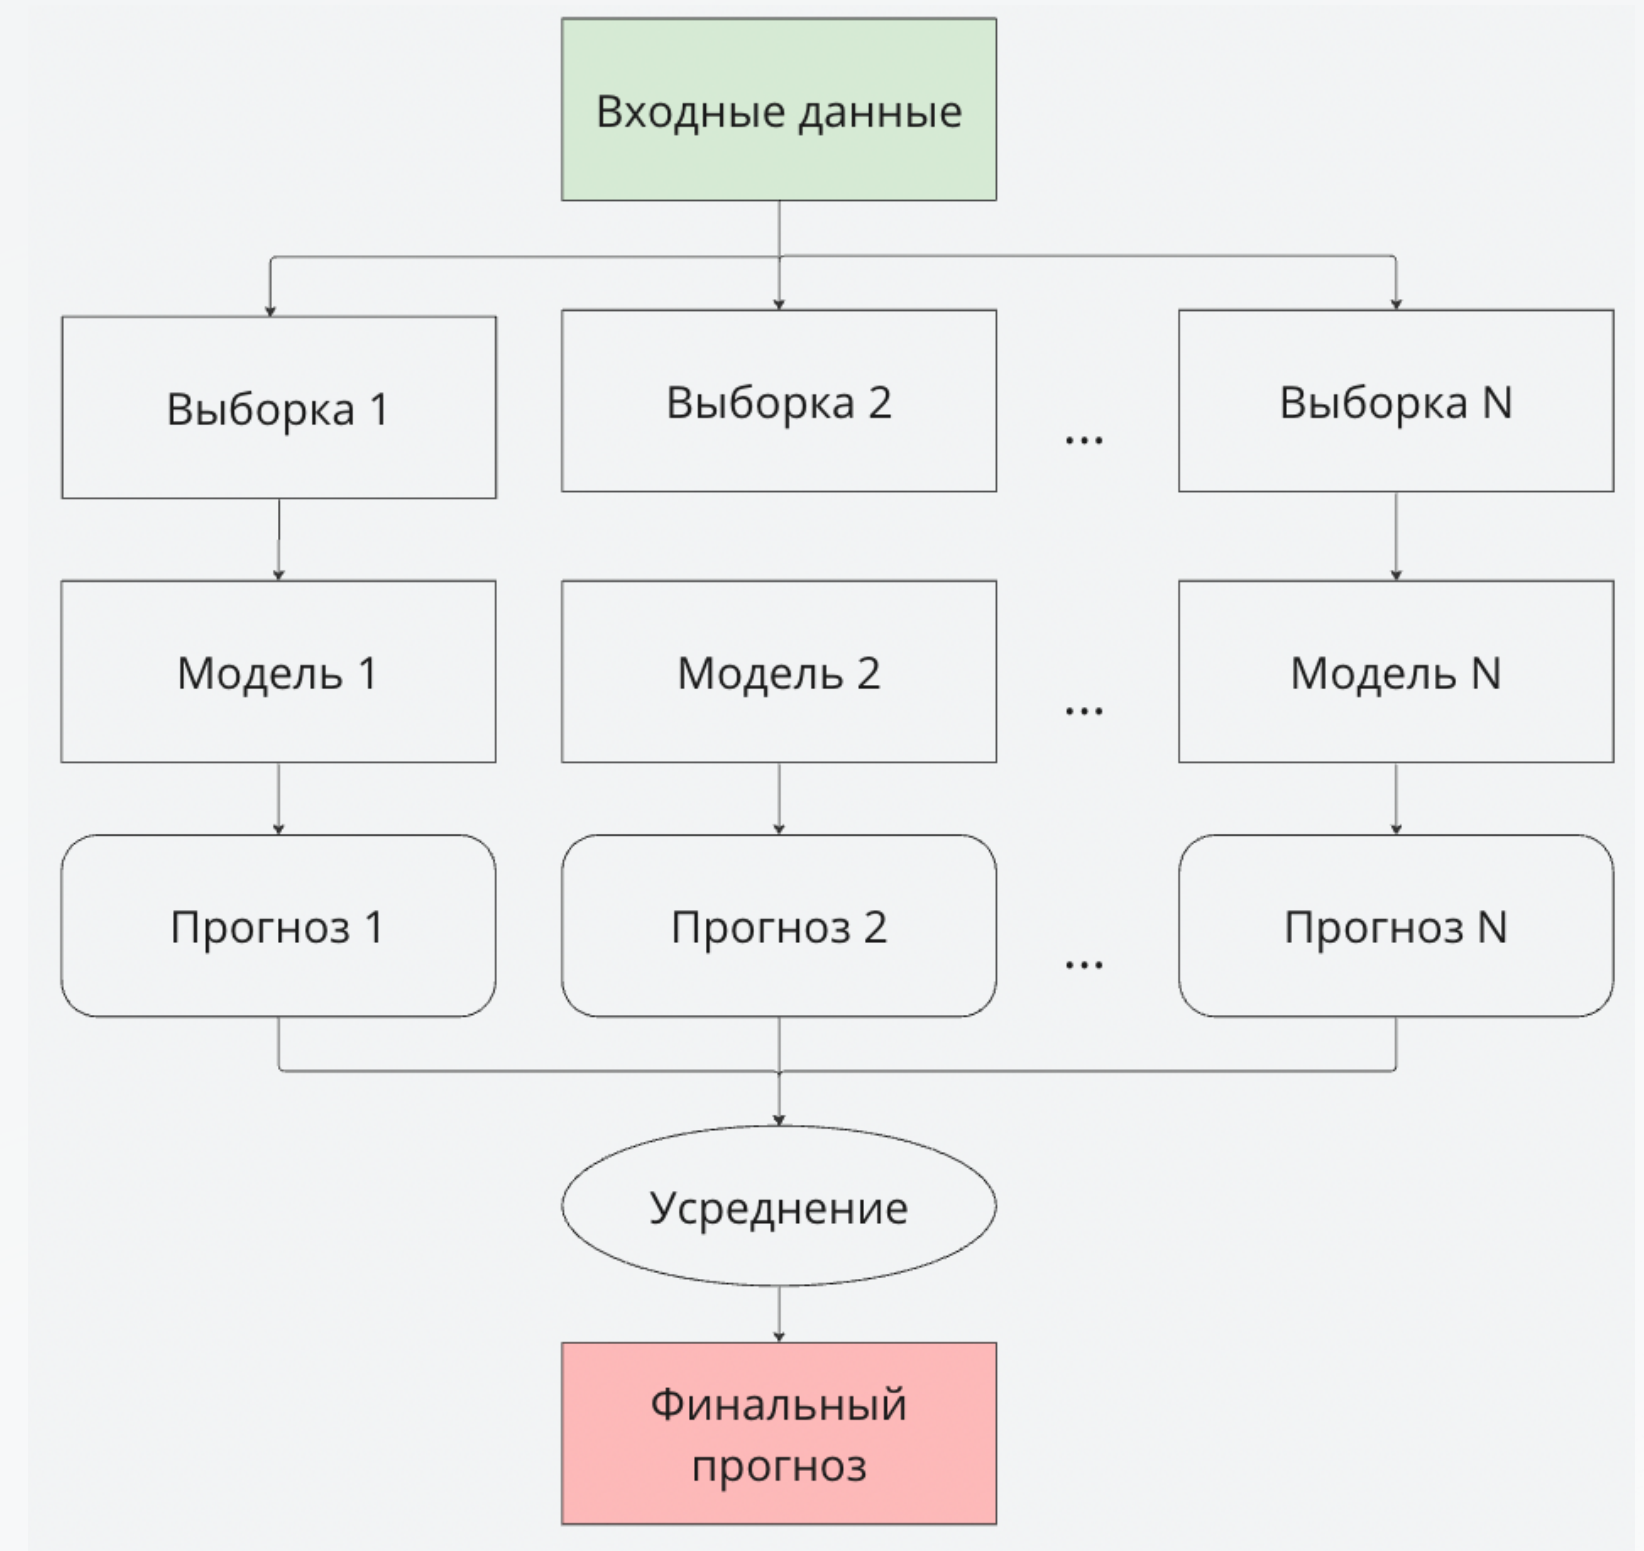 Входные данные
Выборка 1
Выборка 2
...
Выборка N
Модель 1
Модель 2
...
Модель N
Прогноз 1
Прогноз 2
...
Прогноз N
Усреднение
Финальный
прогноз